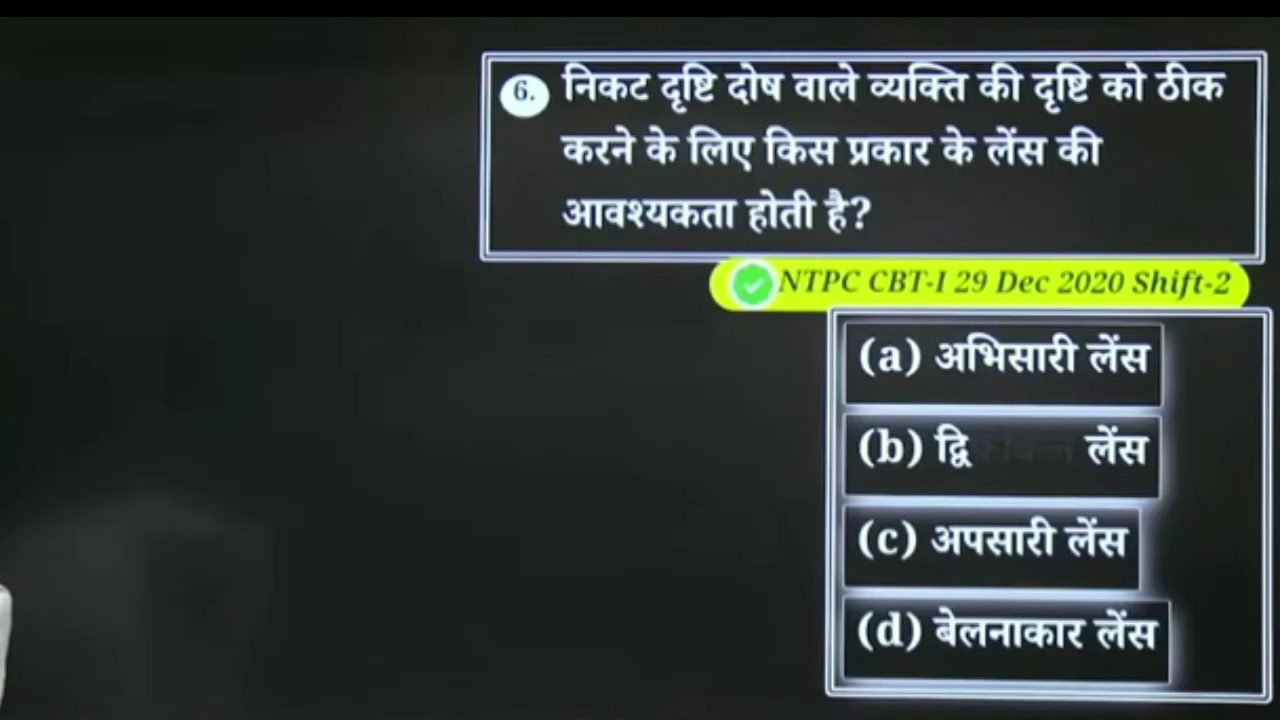 6. निकट दृष्टि दोष वाले व्यक्ति की दृष्टि को ठीक
करने के लिए किस प्रकार के लेंस की
आवश्यकता होती है?
NTPC CBT-I 29 Dec 2020 Shift-2
(a) अभिसारी लेंस
(b) द्वि लेंस
(c) अपसारी लेंस
(d) बेलनाकार लेंस